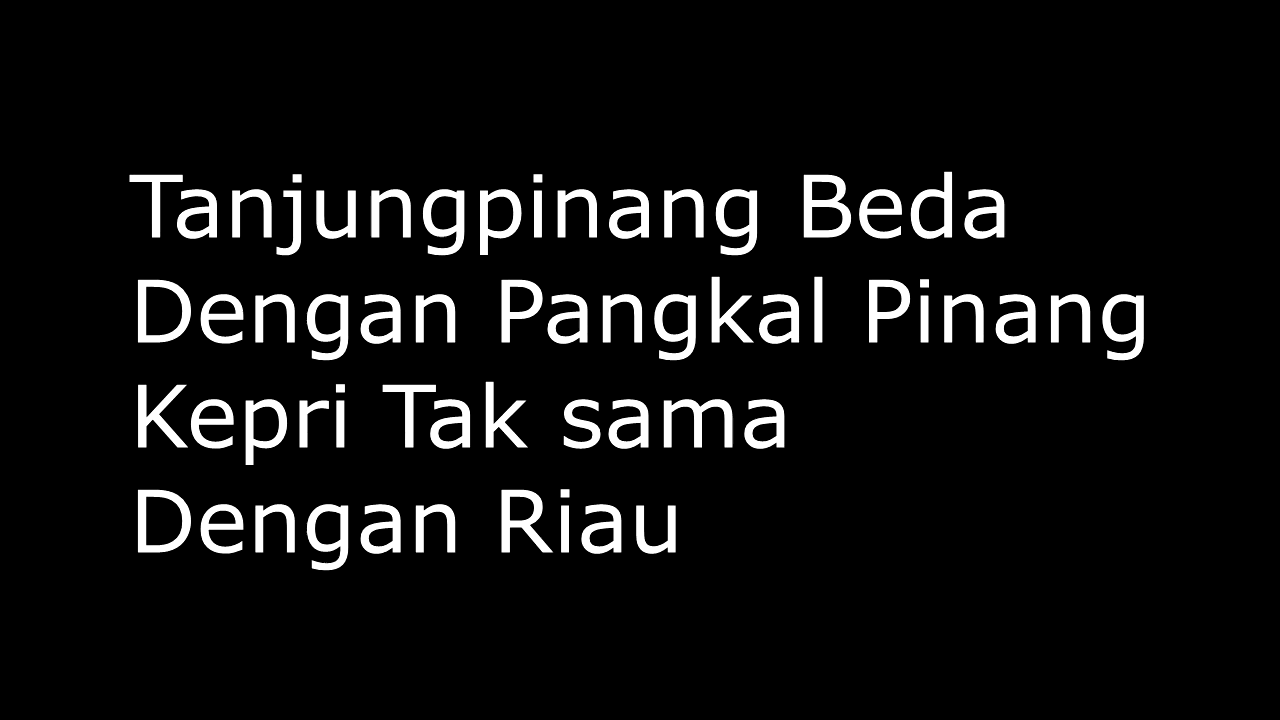 Tanjungpinang Beda
Dengan Pangkal Pinang
Kepri Tak sama
Dengan Riau